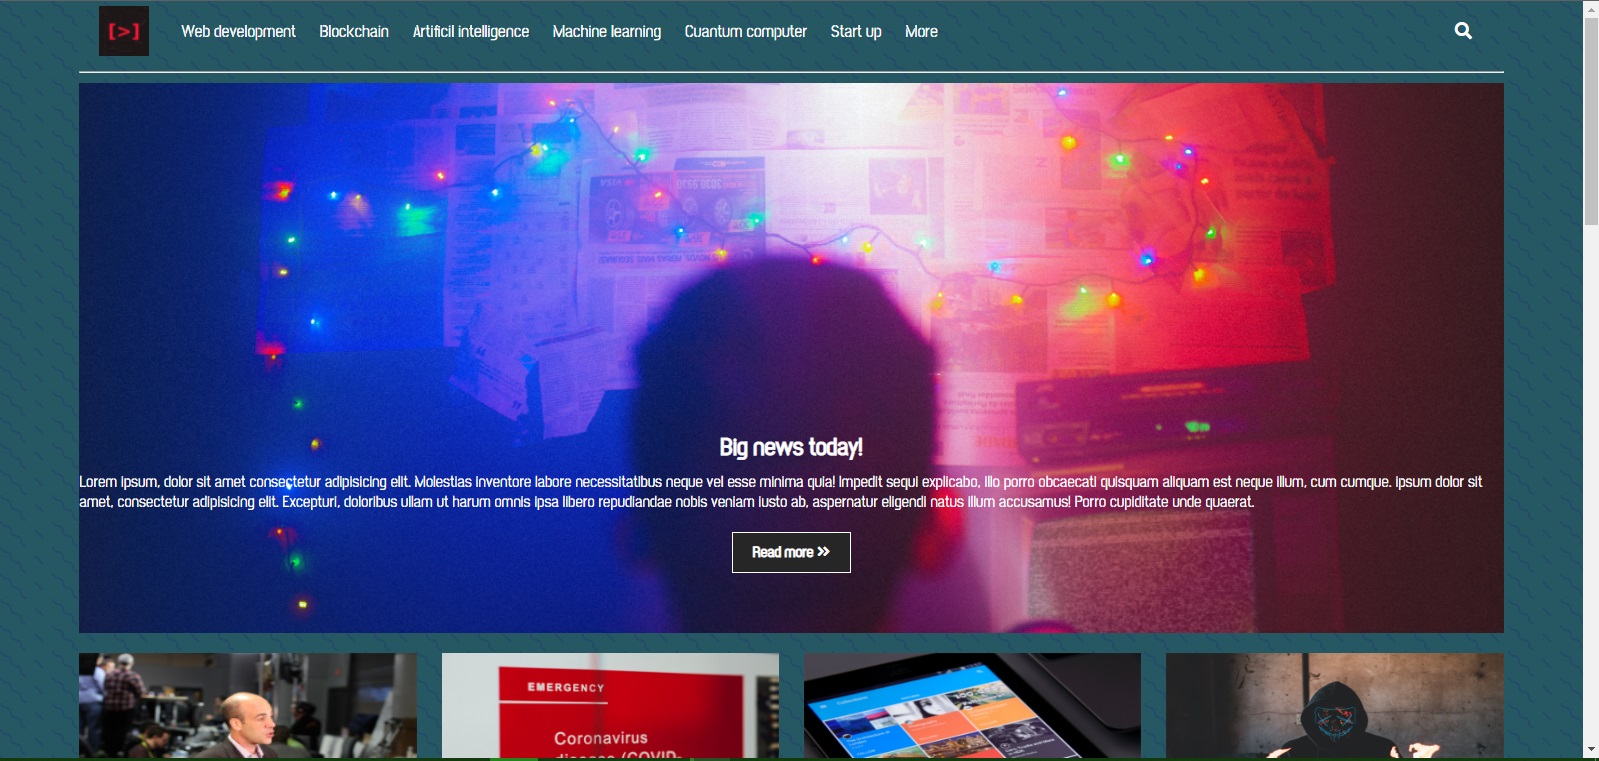 [>]
Web development Blockchain Artificil intelligence Machine learning Cuantum computer Start up More
Big news today!
Lorem ipsum, dolor sit amet consectetur adipisicing elit. Molestias inventore labore necessitatibus neque vel esse minima quia! Impedit sequi explicabo, illo porro obcaecati quisquam aliquam est neque illum, cum cumque. ipsum dolor sit
amet, consectetur adipisicing elit. Excepturi, doloribus ullam ut harum omnis ipsa libero repudiandae nobis veniam iusto ab, aspernatur eligendi natus illum accusamus! Porro cupiditate unde quaerat.
Read more »
EMERGENCY
Coronavirus
disease (COVID-